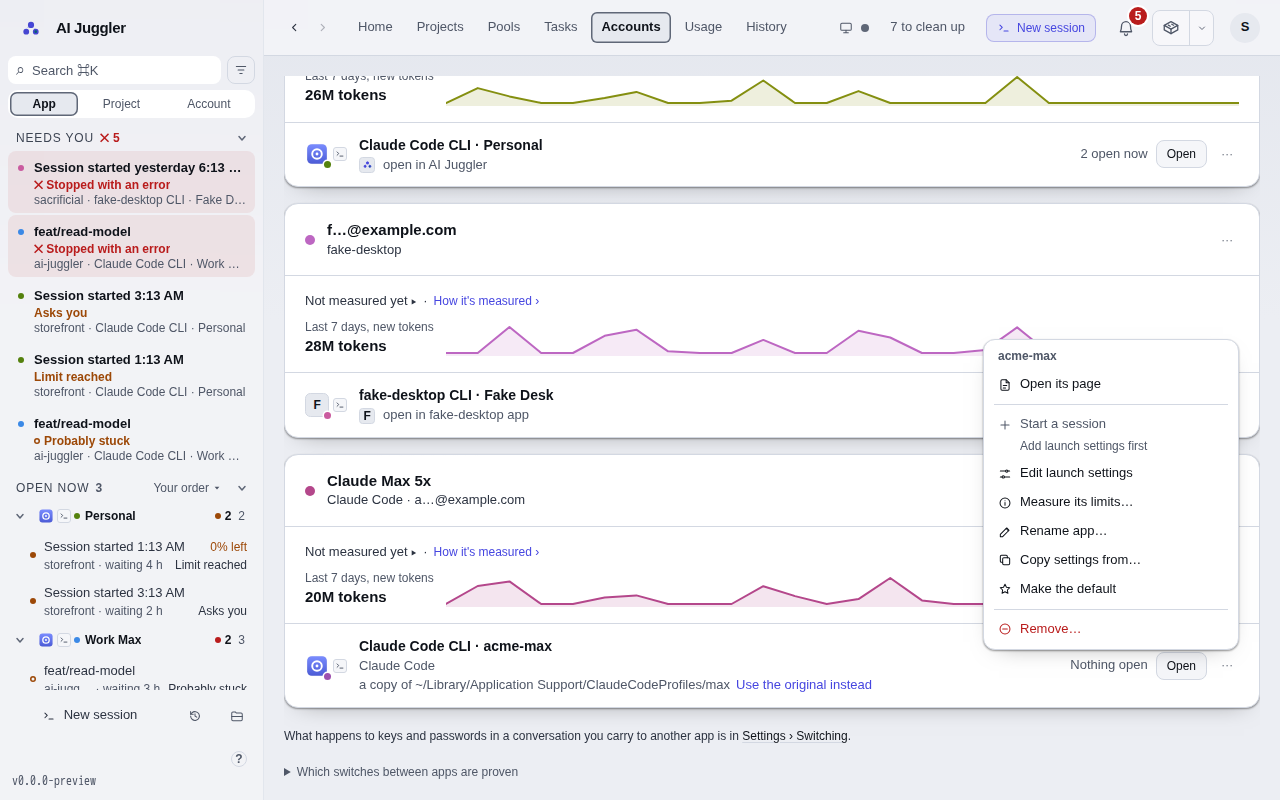 AI Juggler
Search ⌘K
App
Project
Account
NEEDS YOU 5
Session started yesterday 6:13 …
Stopped with an error
sacrificial · fake-desktop CLI · Fake D…
feat/read-model
Stopped with an error
ai-juggler · Claude Code CLI · Work …
Session started 3:13 AM
Asks you
storefront · Claude Code CLI · Personal
Session started 1:13 AM
Limit reached
storefront · Claude Code CLI · Personal
feat/read-model
Probably stuck
ai-juggler · Claude Code CLI · Work …
OPEN NOW 3
Your order
Personal 2 2
Session started 1:13 AM 0% left
storefront · waiting 4 h Limit reached
Session started 3:13 AM
storefront · waiting 2 h Asks you
Work Max 2 3
feat/read-model
ai-jugg… · waiting 3 h Probably stuck
New session
?
v0.0.0-preview
Home
Projects
Pools
Tasks
Accounts
Usage
History
7 to clean up
New session
5
S
Last 7 days, new tokens
26M tokens
Claude Code CLI · Personal
open in AI Juggler
2 open now
Open
…
f…@example.com
fake-desktop
…
Not measured yet ▸ · How it's measured ›
Last 7 days, new tokens
28M tokens
F
fake-desktop CLI · Fake Desk
F open in fake-desktop app
Claude Max 5x
Claude Code · a…@example.com
Not measured yet ▸ · How it's measured ›
Last 7 days, new tokens
20M tokens
Claude Code CLI · acme-max
Claude Code
a copy of ~/Library/Application Support/ClaudeCodeProfiles/max Use the original instead
Nothing open
Open
…
acme-max
Open its page
Start a session
Add launch settings first
Edit launch settings
Measure its limits…
Rename app…
Copy settings from…
Make the default
Remove…
What happens to keys and passwords in a conversation you carry to another app is in Settings › Switching.
▶ Which switches between apps are proven